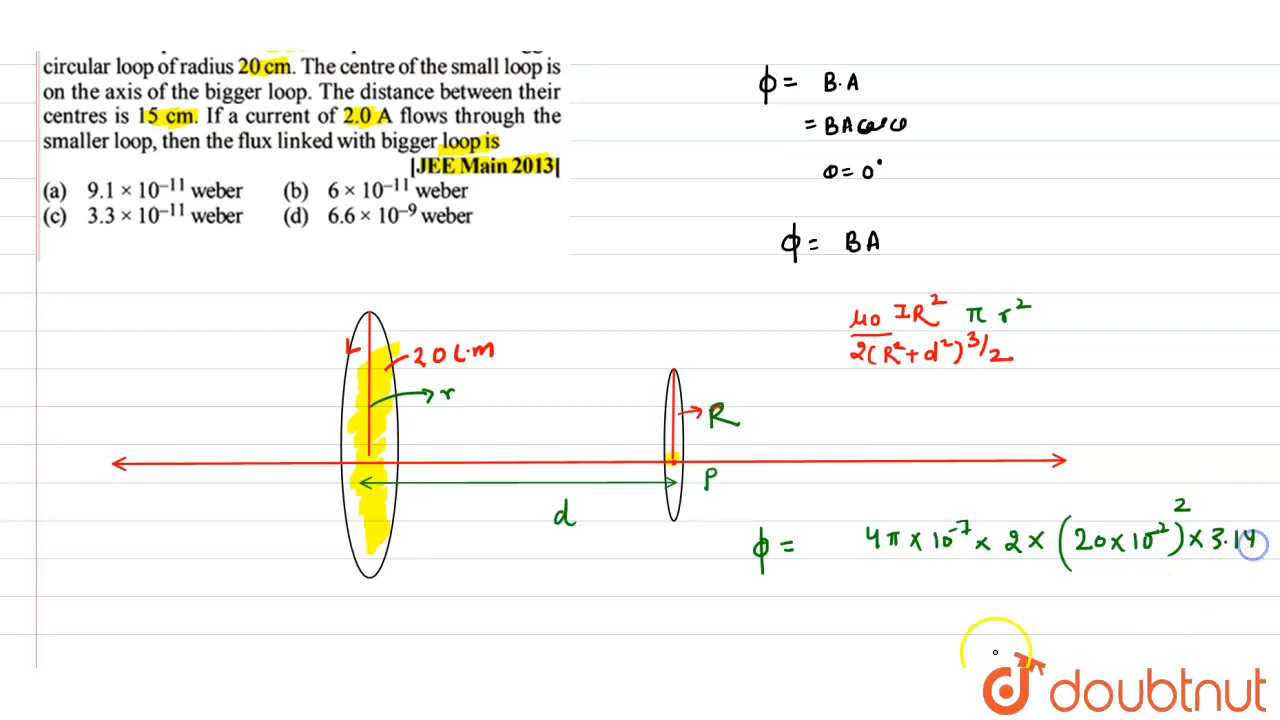 circular loop of radius 20 cm. The centre of the small loop is
on the axis of the bigger loop. The distance between their
centres is 15 cm. If a current of 2.0 A flows through the
smaller loop, then the flux linked with bigger loop is
[JEE Main 2013]
(a) 9.1 × 10⁻¹¹ weber (b) 6 × 10⁻¹¹ weber
(c) 3.3 × 10⁻¹¹ weber (d) 6.6 × 10⁻⁹ weber
ϕ = B·A
= BA
θ = 0°
ϕ = BA
μ0 IR² π r²
2(R²+d²)³/2
20 c.m
r
R
P
d
ϕ = 4π × 10⁻⁷ × 2 × (20×10⁻²)² × 3.14
doubtnut